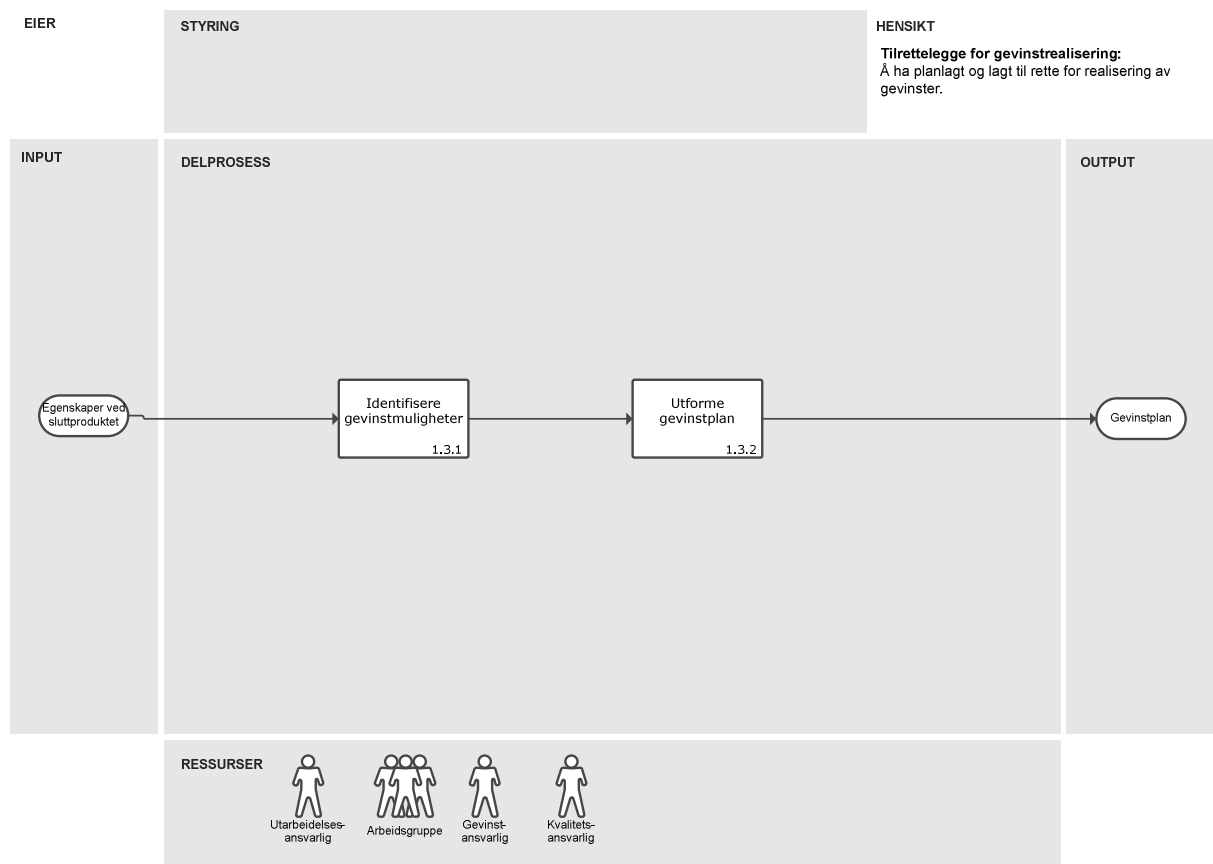 EIER
STYRING
HENSIKT
Tilrettelegge for gevinstrealisering:
Å ha planlagt og lagt til rette for realisering av
gevinster.
INPUT
DELPROSESS
OUTPUT
Egenskaper ved
sluttproduktet
Identifisere
gevinstmuligheter
1.3.1
Utforme
gevinstplan
1.3.2
Gevinstplan
RESSURSER
Utarbeidelses-
ansvarlig
Arbeidsgruppe
Gevinst-
ansvarlig
Kvalitets-
ansvarlig